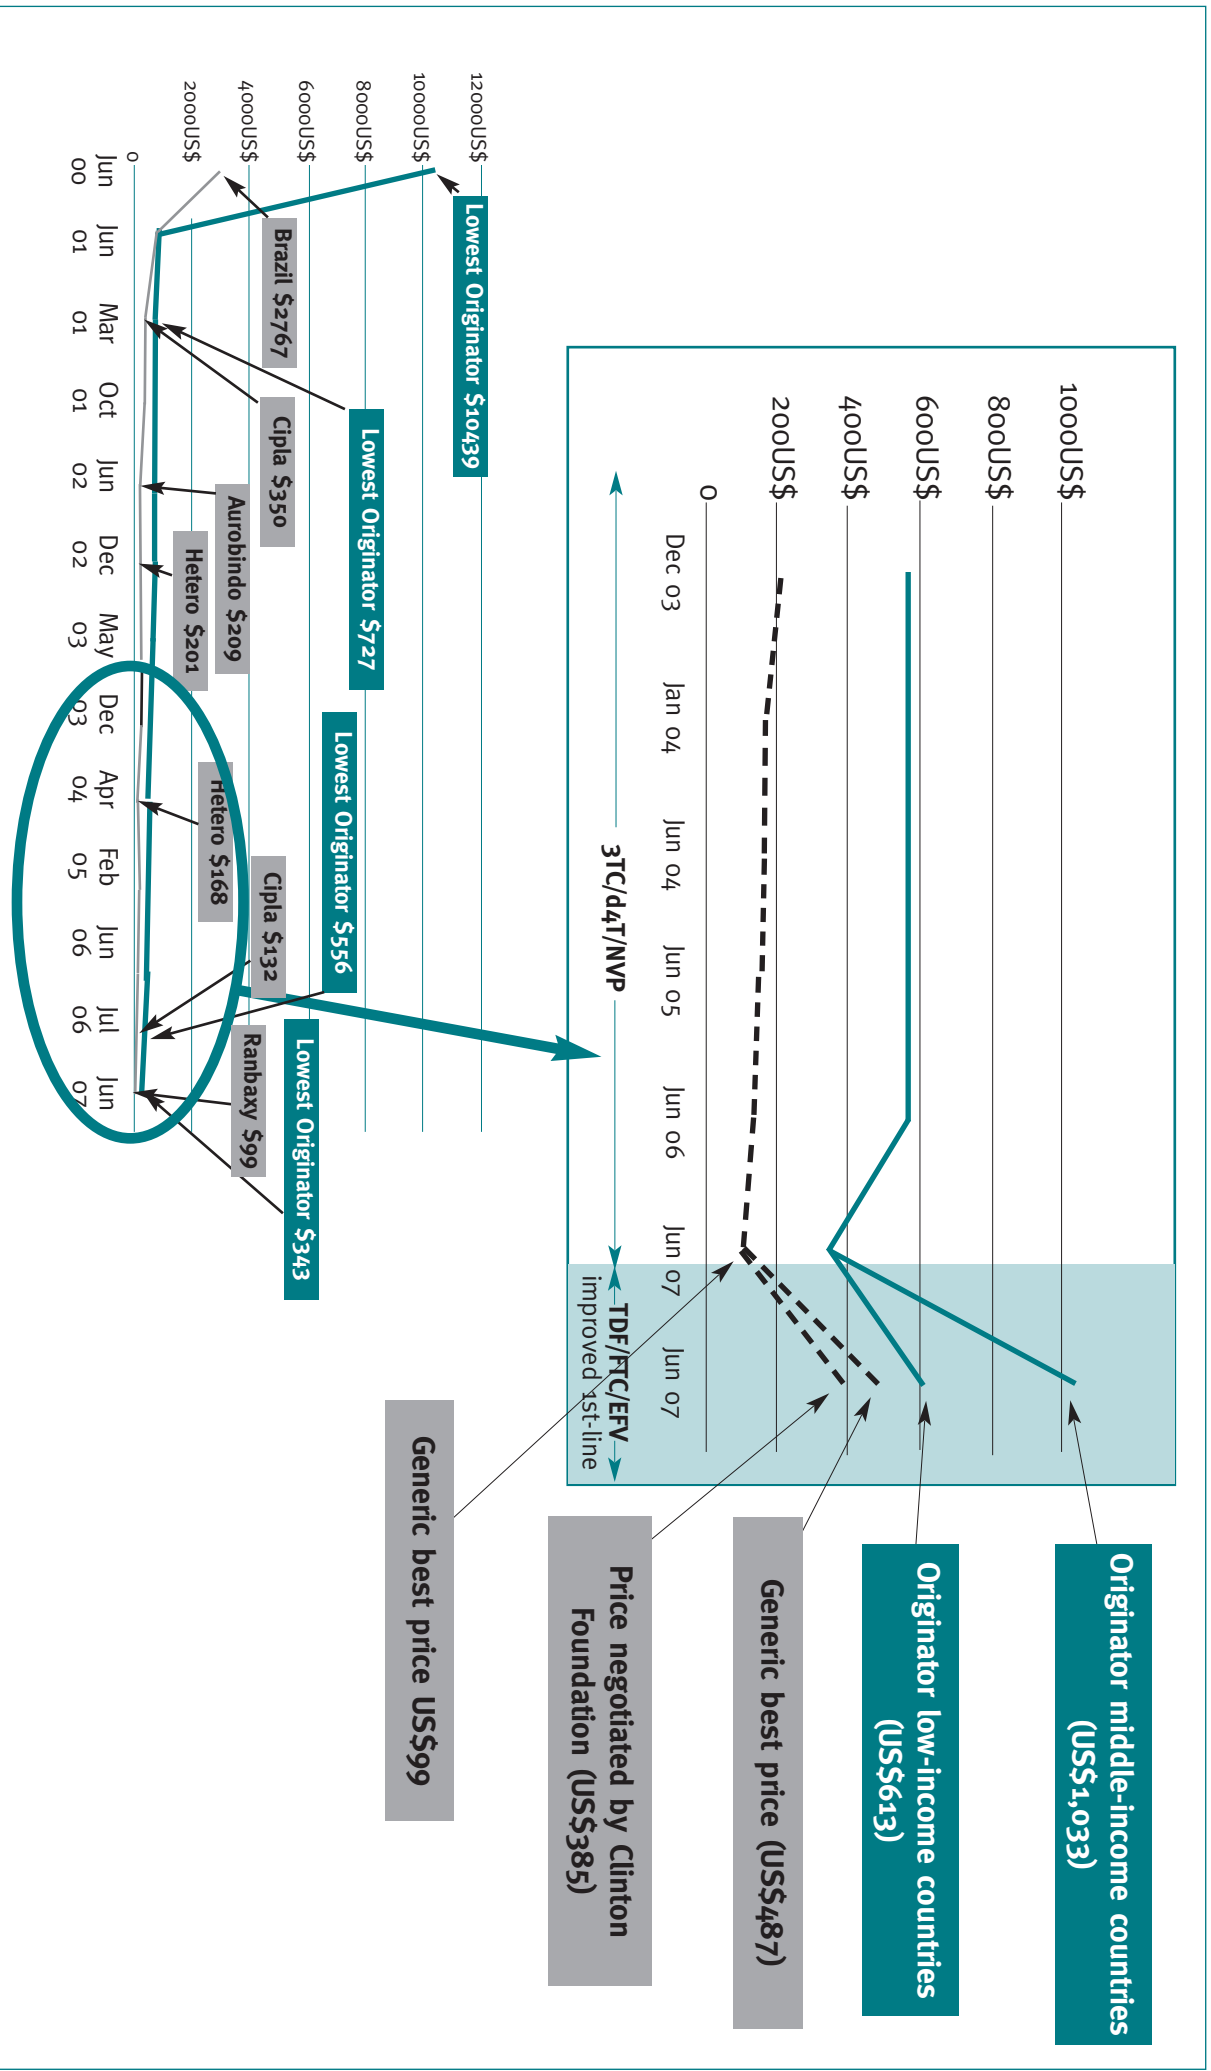 12000US$
10000US$
8000US$
6000US$
4000US$
2000US$
0
Jun 00
Jun 01
Mar 01
Oct 01
Jun 02
Dec 02
May 03
Dec 03
Apr 04
Feb 05
Jun 06
Jul 06
Jun 07
Lowest Originator $10439
Brazil $2767
Lowest Originator $727
Cipla $350
Aurobindo $209
Hetero $201
Lowest Originator $556
Hetero $168
Cipla $132
Lowest Originator $343
Ranbaxy $99
1000US$
800US$
600US$
400US$
200US$
0
Dec 03
Jan 04
Jun 04
Jun 05
Jun 06
Jun 07
Jun 07
3TC/d4T/NVP
TDF/FTC/EFV
improved 1st-line
Originator middle-income countries
(US$1,033)
Originator low-income countries
(US$613)
Generic best price (US$487)
Price negotiated by Clinton
Foundation (US$385)
Generic best price US$99